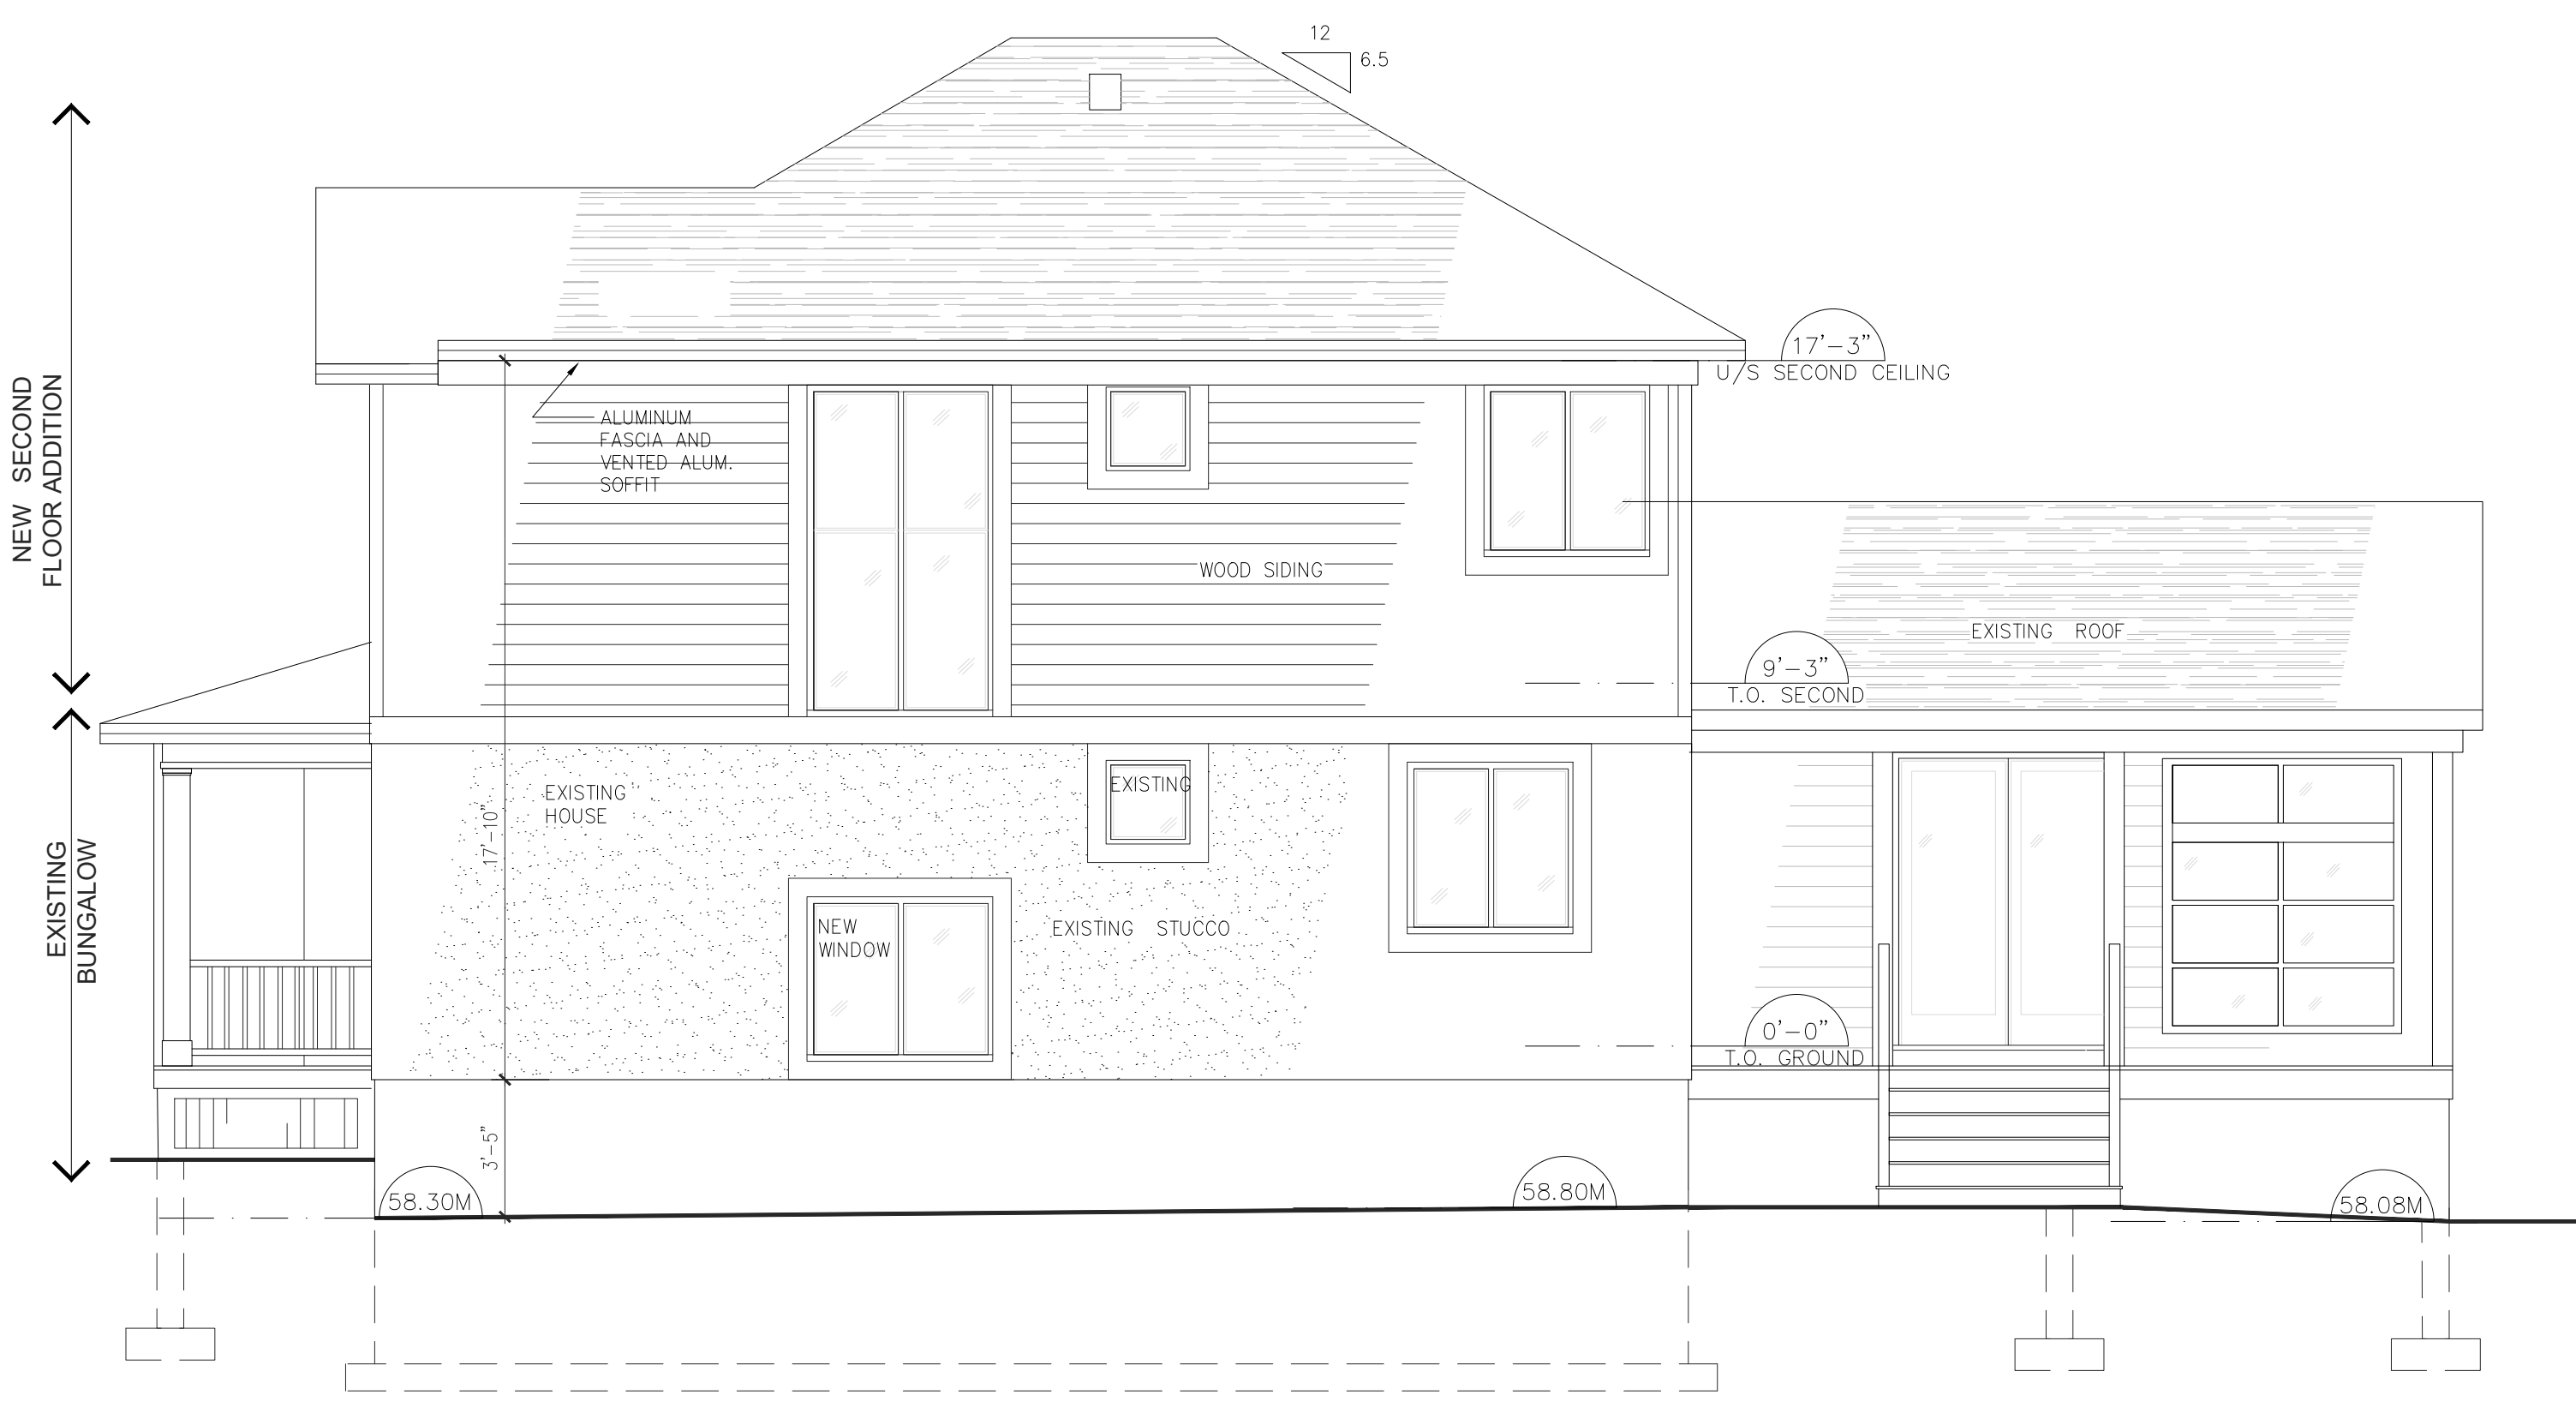 12
6.5
NEW SECOND
FLOOR ADDITION
17'-3"
U/S SECOND CEILING
ALUMINUM
FASCIA AND
VENTED ALUM.
SOFFIT
WOOD SIDING
EXISTING ROOF
9'-3"
T.O. SECOND
EXISTING
BUNGALOW
EXISTING
HOUSE
17'-10"
EXISTING
NEW
WINDOW
EXISTING STUCCO
0'-0"
T.O. GROUND
3'-5"
58.30M
58.80M
58.08M